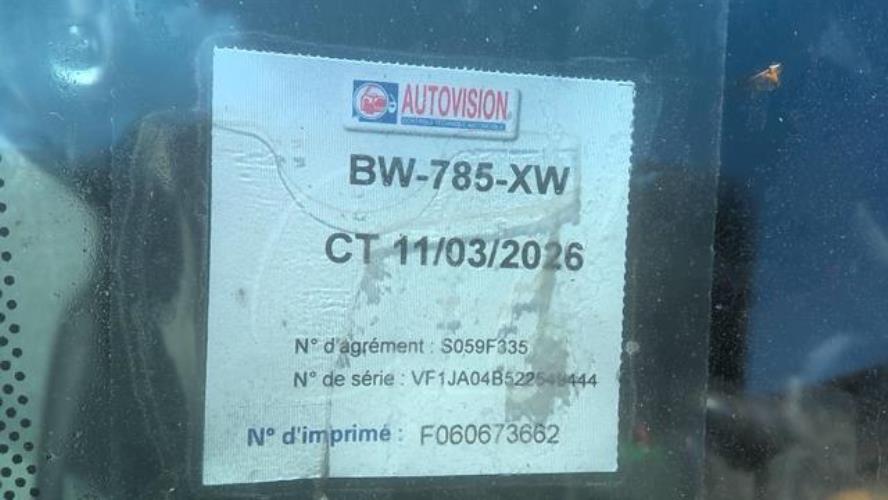 AUTOVISION
BW-785-XW
CT 11/03/2026
N° d'agrément : S059F335
N° de série : VF1JA04B522549444
N° d'imprimé : F060673662